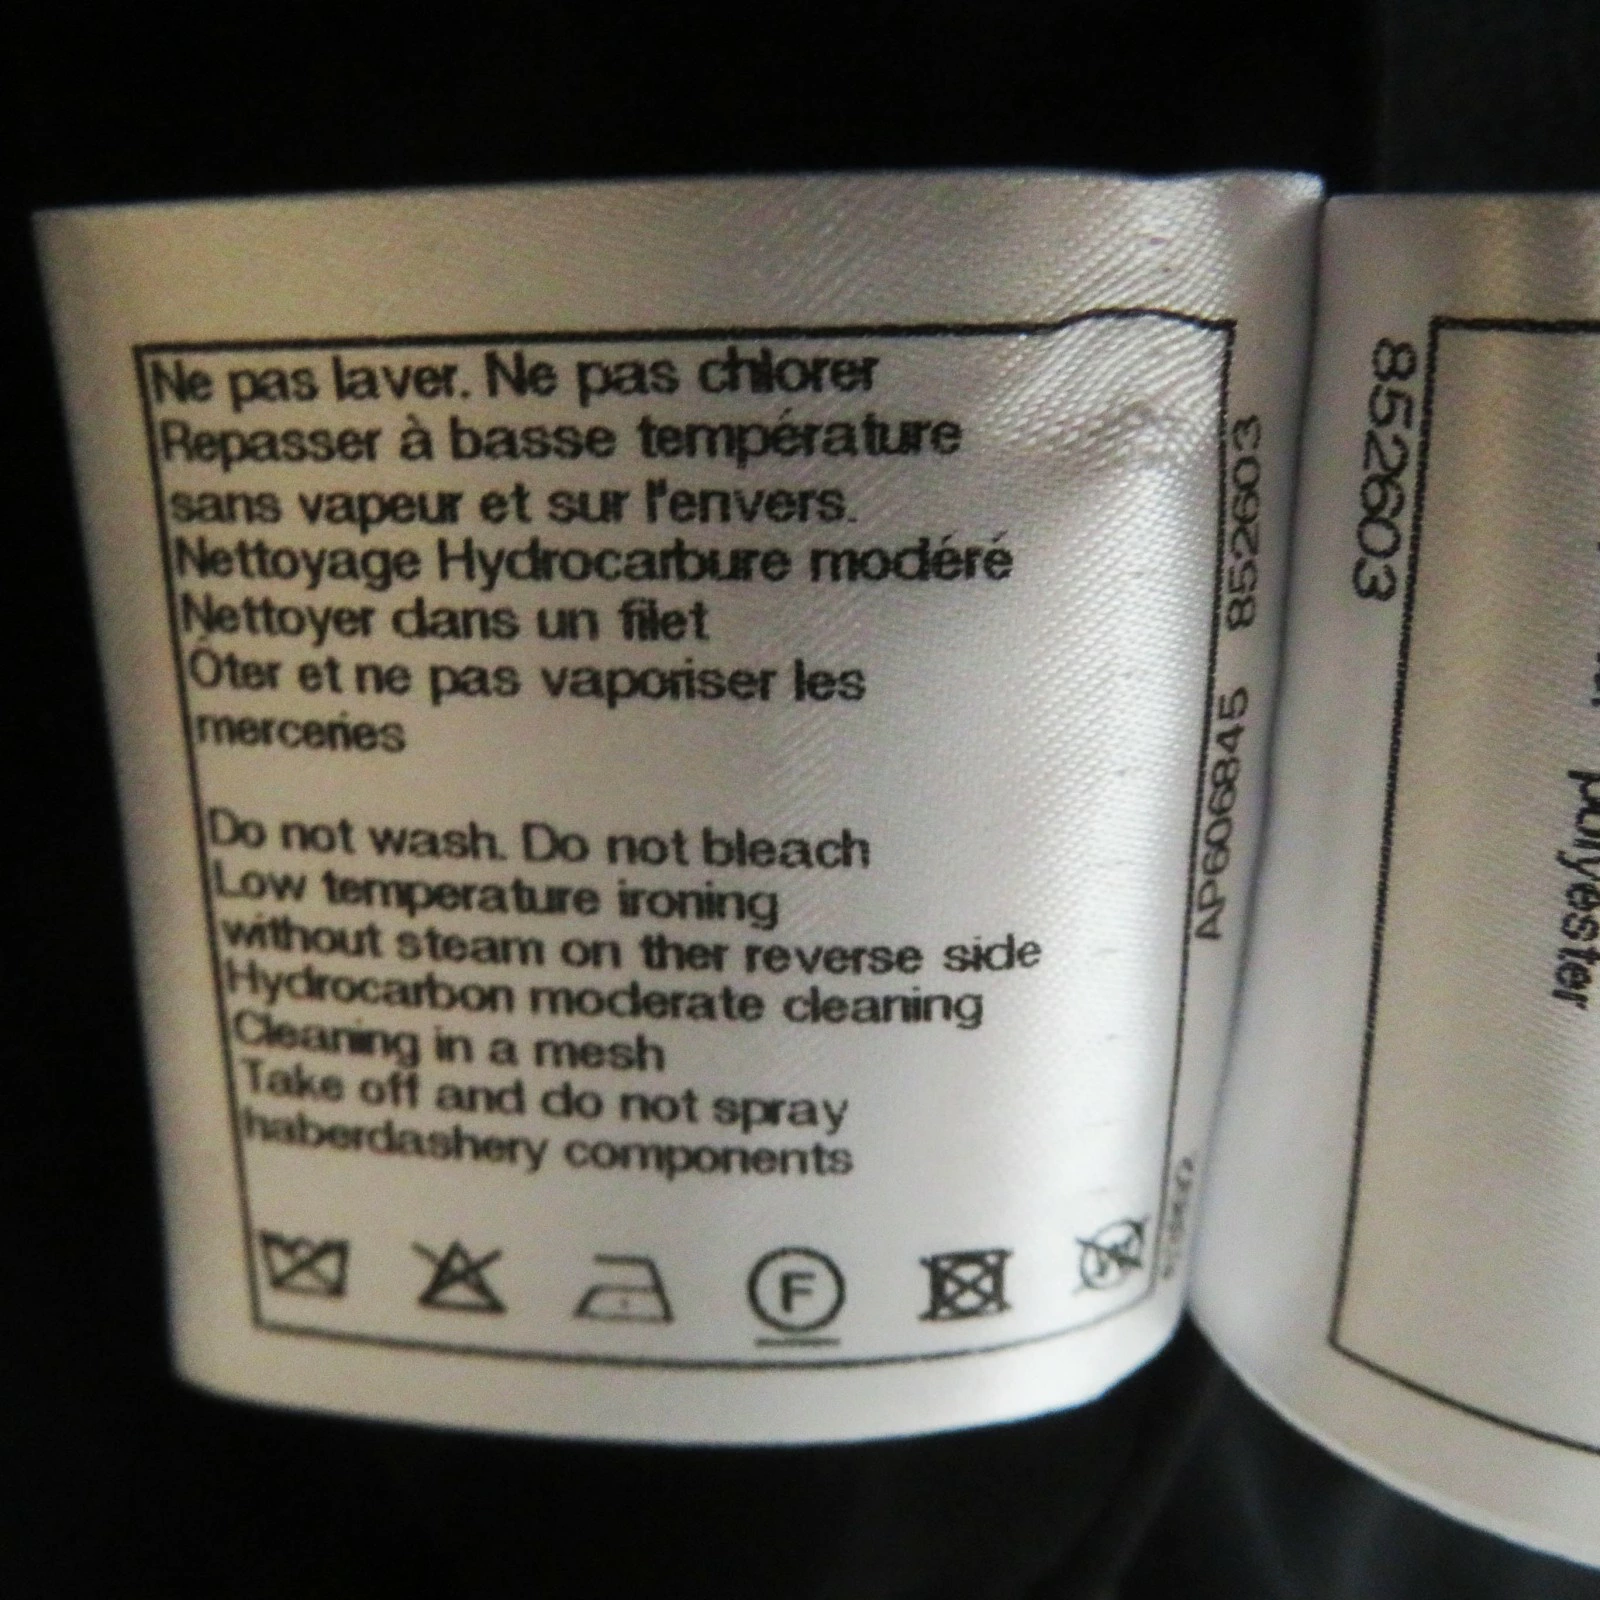 Ne pas laver. Ne pas chlorer
Repasser à basse température
sans vapeur et sur l'envers.
Nettoyage Hydrocarbure modéré
Nettoyer dans un filet
Ôter et ne pas vaporiser les
merceries
Do not wash. Do not bleach
Low temperature ironing
without steam on ther reverse side
Hydrocarbon moderate cleaning
Cleaning in a mesh
Take off and do not spray
haberdashery components
F
AP606845 852603
852603
polyester